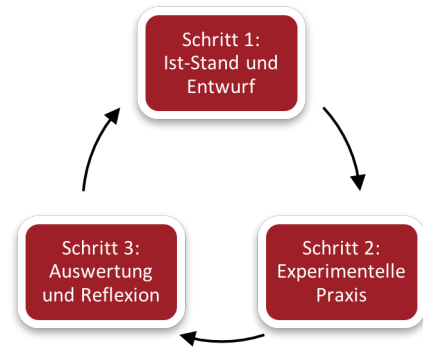 Schritt 1:
Ist-Stand und
Entwurf
Schritt 2:
Experimentelle
Praxis
Schritt 3:
Auswertung
und Reflexion